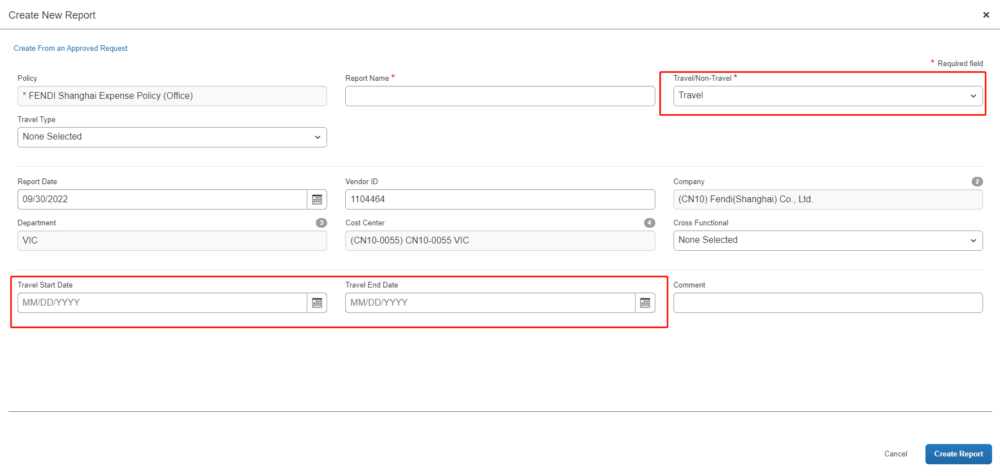 Create New Report
Create From an Approved Request
* Required field
Policy
* FENDI Shanghai Expense Policy (Office)
Report Name *
Travel/Non-Travel *
Travel
Travel Type
None Selected
Report Date
09/30/2022
Vendor ID
1104464
Company
2
(CN10) Fendi(Shanghai) Co., Ltd.
Department
3
VIC
Cost Center
4
(CN10-0055) CN10-0055 VIC
Cross Functional
None Selected
Travel Start Date
MM/DD/YYYY
Travel End Date
MM/DD/YYYY
Comment
Cancel
Create Report